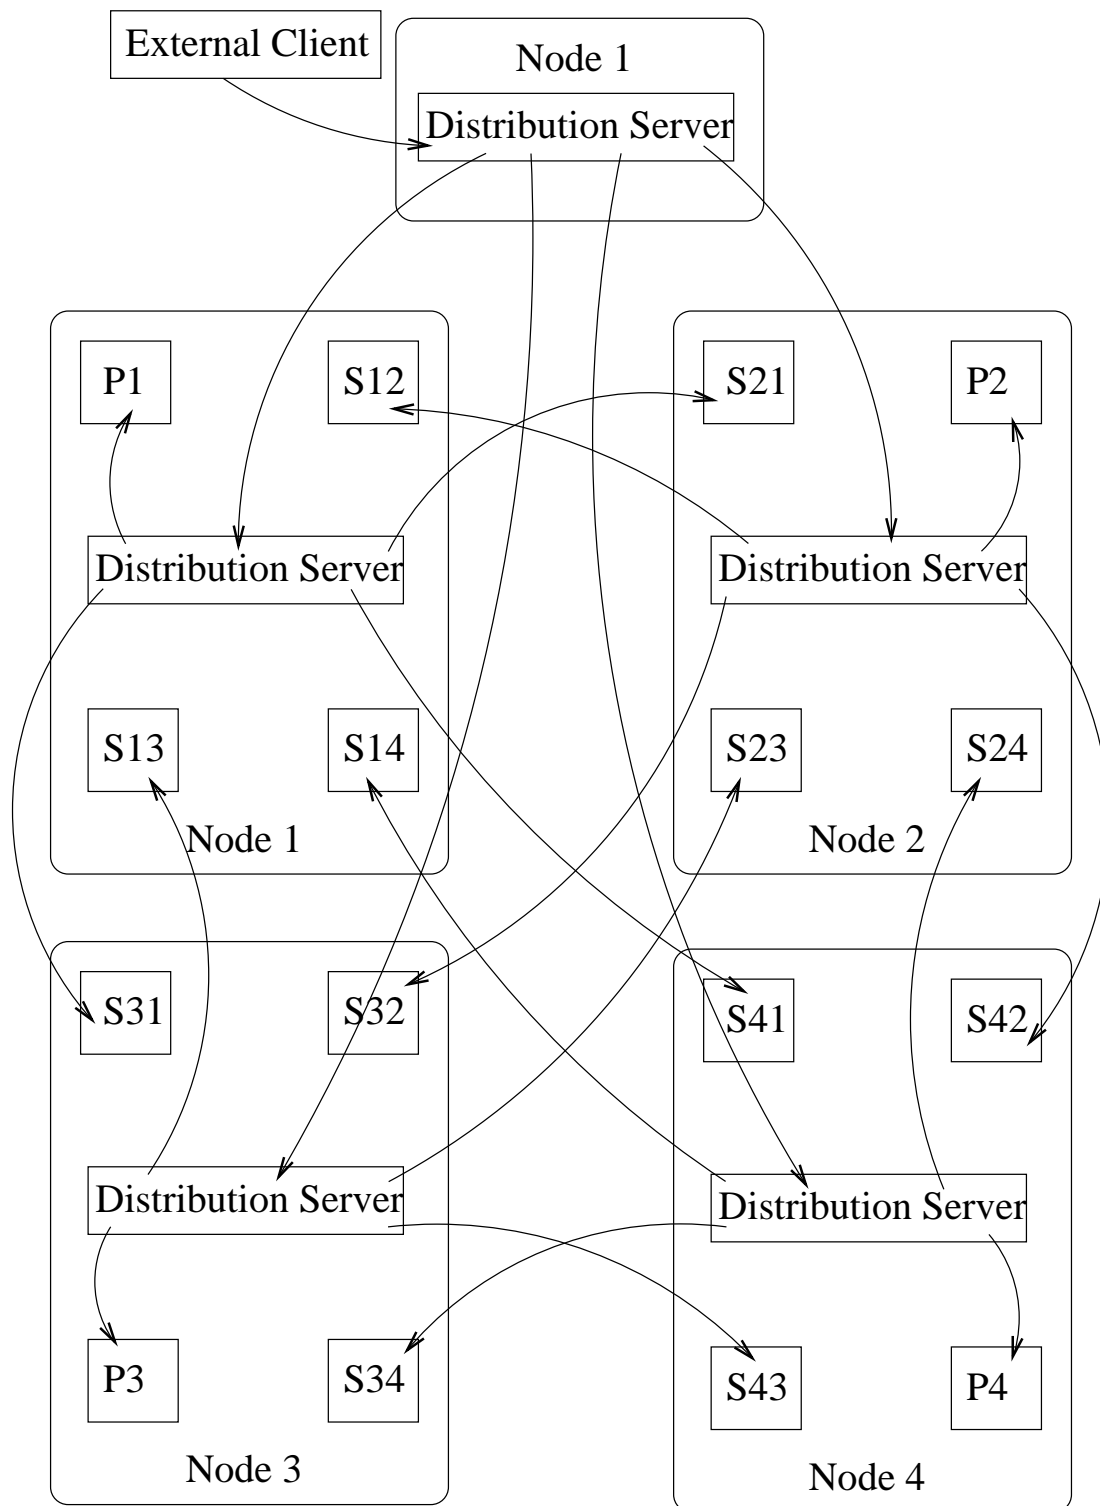 External Client
Node 1
Distribution Server
P1
S12
S21
P2
Distribution Server
Distribution Server
S13
S14
S23
S24
Node 1
Node 2
S31
S32
S41
S42
Distribution Server
Distribution Server
P3
S34
S43
P4
Node 3
Node 4